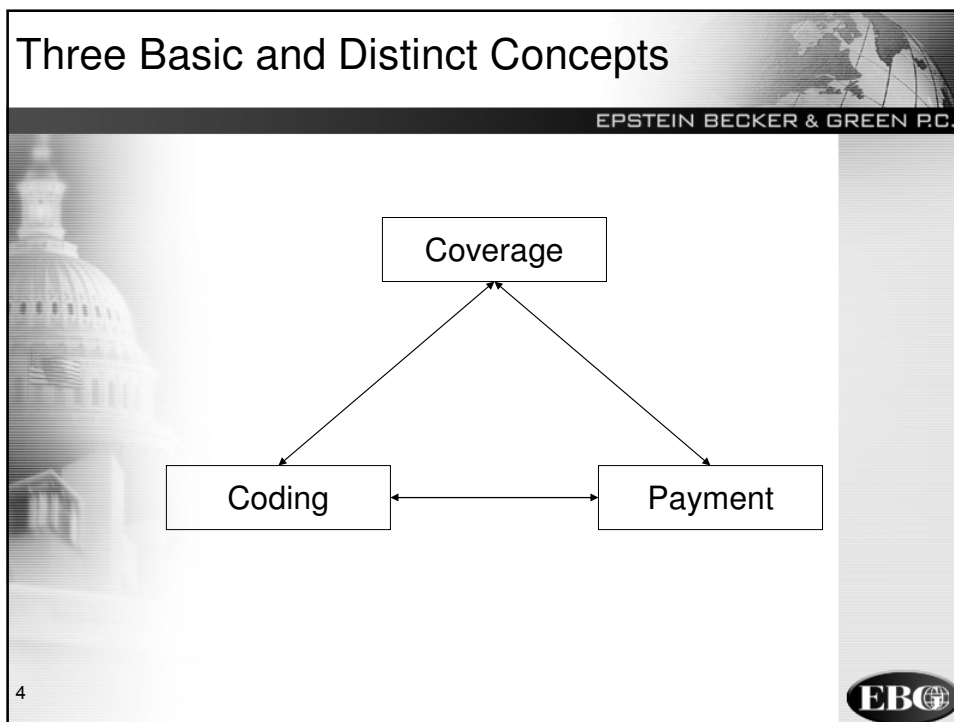 Three Basic and Distinct Concepts
EPSTEIN BECKER & GREEN P.C.
Coverage
Coding
Payment
4
EBG